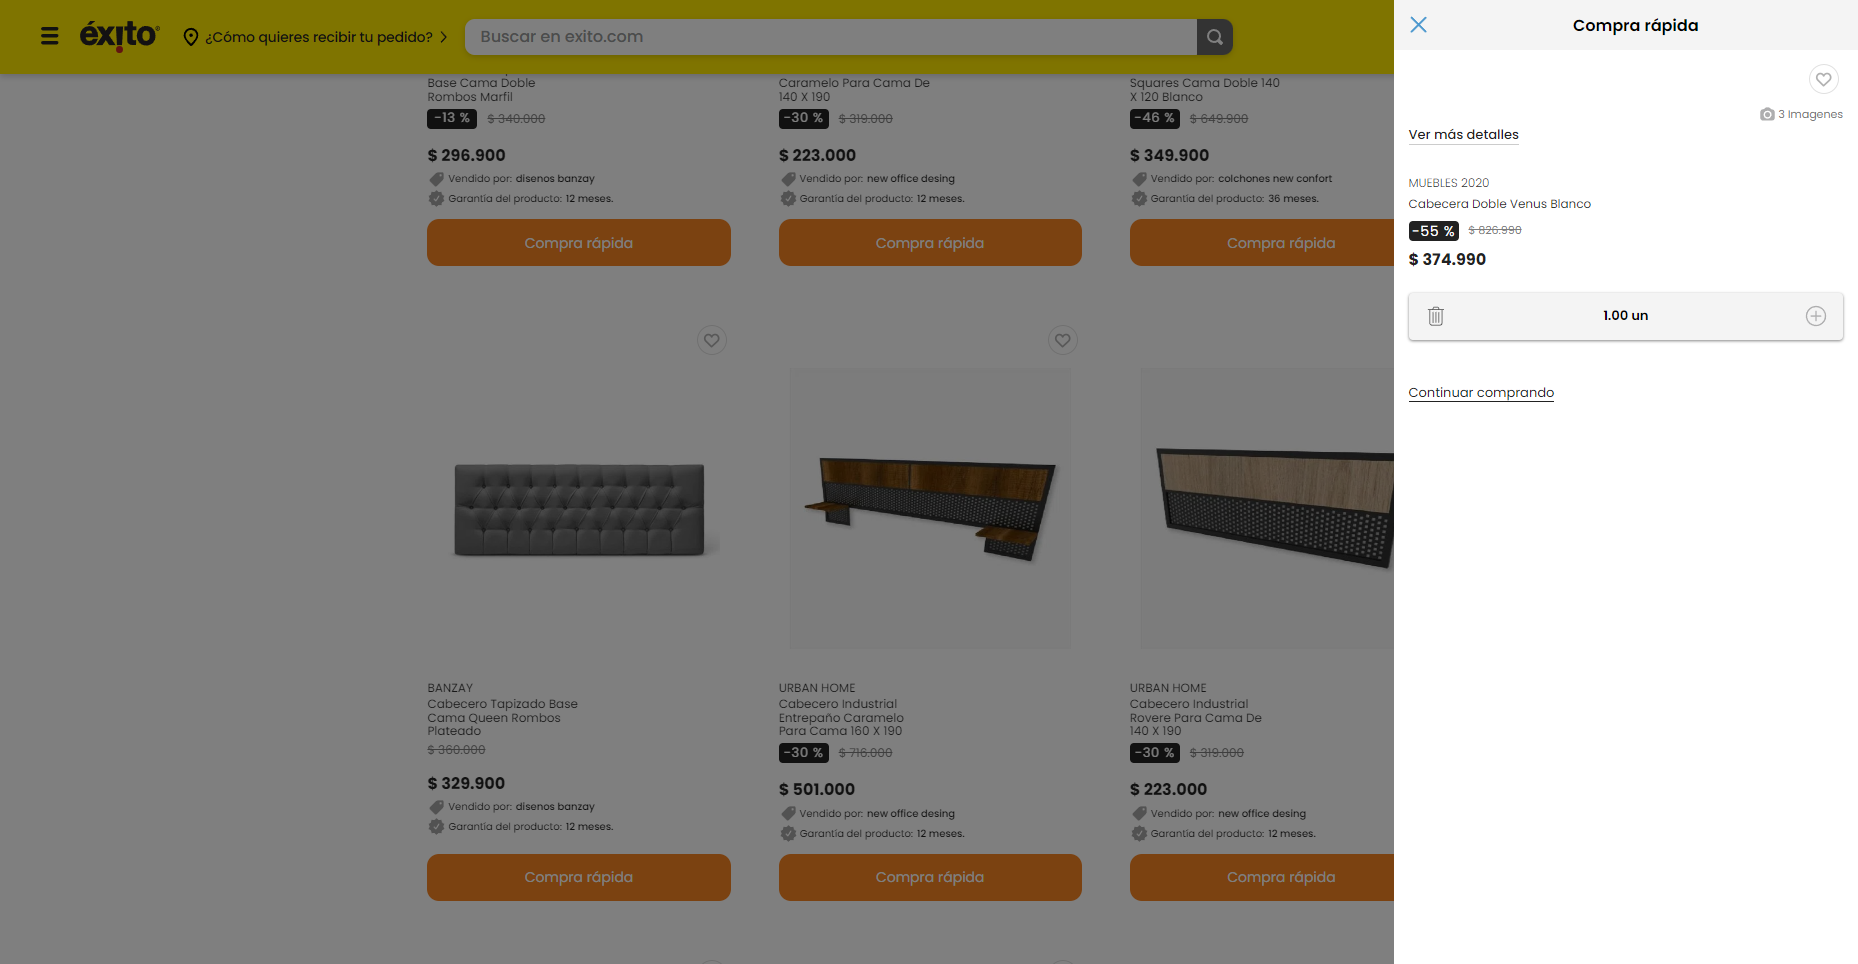 éxito
¿Cómo quieres recibir tu pedido?
Buscar en exito.com
Base Cama Doble
Rombos Marfil
-13 % $ 340.000
$ 296.900
Vendido por: disenos banzay
Garantía del producto: 12 meses.
Compra rápida
Caramelo Para Cama De
140 X 190
-30 % $ 319.000
$ 223.000
Vendido por: new office desing
Garantía del producto: 12 meses.
Compra rápida
Squares Cama Doble 140
X 120 Blanco
-46 % $ 649.900
$ 349.900
Vendido por: colchones new confort
Garantía del producto: 36 meses.
Compra rápida
BANZAY
Cabecero Tapizado Base
Cama Queen Rombos
Plateado
$ 360.000
$ 329.900
Vendido por: disenos banzay
Garantía del producto: 12 meses.
Compra rápida
URBAN HOME
Cabecero Industrial
Entrepaño Caramelo
Para Cama 160 X 190
-30 % $ 716.000
$ 501.000
Vendido por: new office desing
Garantía del producto: 12 meses.
Compra rápida
URBAN HOME
Cabecero Industrial
Rovere Para Cama De
140 X 190
-30 % $ 319.000
$ 223.000
Vendido por: new office desing
Garantía del producto: 12 meses.
Compra rápida
Compra rápida
3 Imagenes
Ver más detalles
MUEBLES 2020
Cabecera Doble Venus Blanco
-55 % $ 826.990
$ 374.990
1.00 un
Continuar comprando